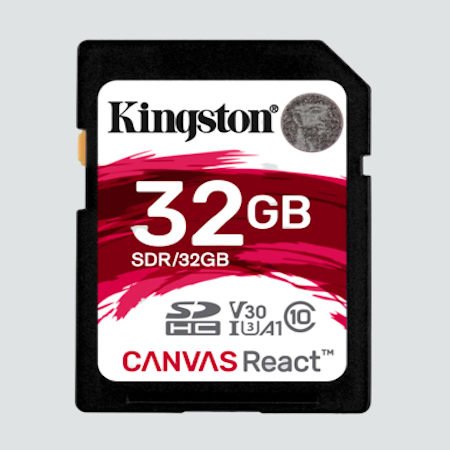 Kingston®
32GB
SDR/32GB
SD HC V30
I U3 A1 10
CANVAS React™